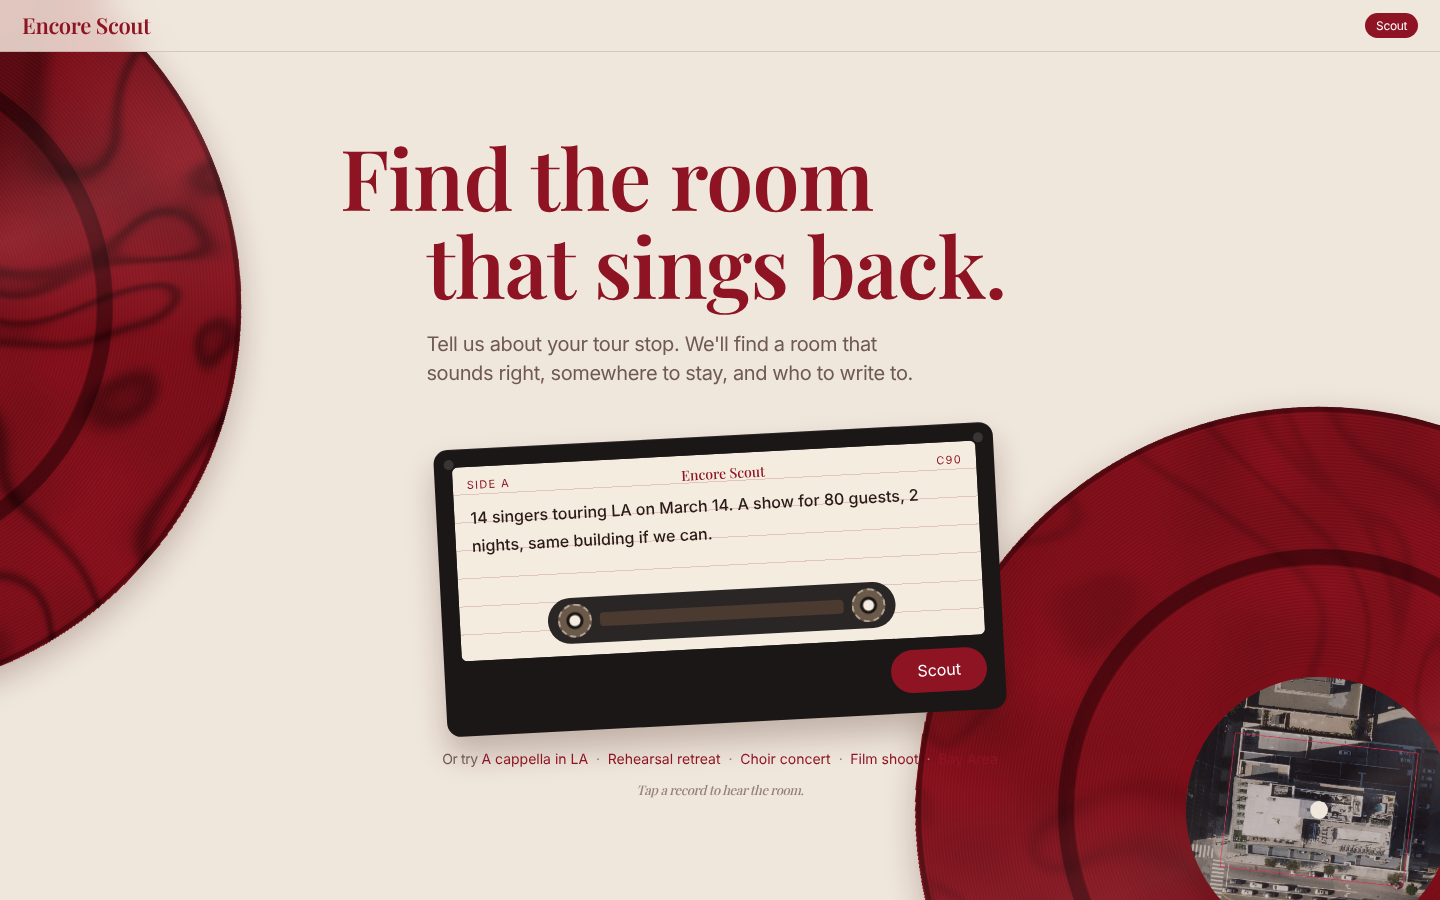 Encore Scout
Scout
Find the room
that sings back.
Tell us about your tour stop. We'll find a room that
sounds right, somewhere to stay, and who to write to.
SIDE A
Encore Scout
C90
14 singers touring LA on March 14. A show for 80 guests, 2
nights, same building if we can.
Scout
Or try A cappella in LA · Rehearsal retreat · Choir concert · Film shoot · Bay Area
Tap a record to hear the room.